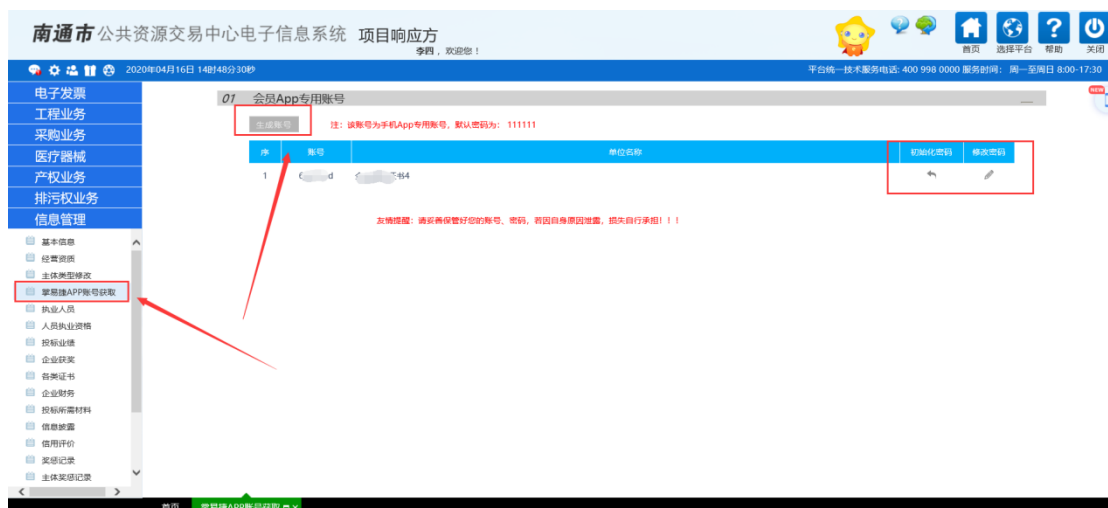 南通市公共资源交易中心电子信息系统 项目响应方
李四，欢迎您！
首页 选择平台 帮助 关闭
2020年04月16日 14时48分30秒
平台统一技术服务电话: 400 998 0000 服务时间： 周一至周日 8:00-17:30
NEW
电子发票
工程业务
采购业务
医疗器械
产权业务
排污权业务
信息管理
基本信息
经营资质
主体类型修改
掌易捷APP账号获取
执业人员
人员执业资格
投标业绩
企业获奖
各类证书
企业财务
投标所需材料
信息披露
信用评价
奖惩记录
主体奖惩记录
01 会员App专用账号
生成账号 注：该账号为手机App专用账号，默认密码为： 111111
序 账号 单位名称 初始化密码 修改密码
1 d 书4
友情提醒：请妥善保管好您的账号、密码，若因自身原因泄露，损失自行承担！！！
首页 掌易捷APP账号获取